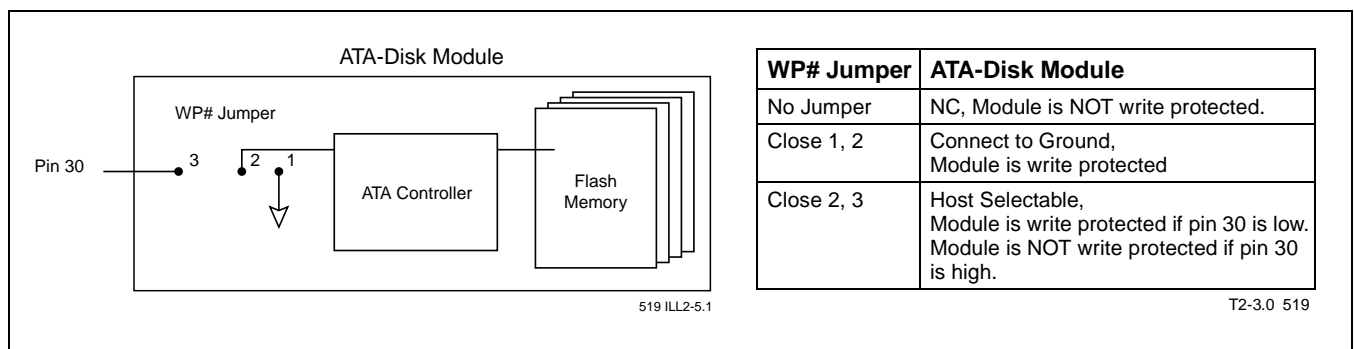 ATA-Disk Module
WP# Jumper
Pin 30
3
2
1
ATA Controller
Flash
Memory
519 ILL2-5.1
WP# Jumper ATA-Disk Module
No Jumper NC, Module is NOT write protected.
Close 1, 2 Connect to Ground,
Module is write protected
Close 2, 3 Host Selectable,
Module is write protected if pin 30 is low.
Module is NOT write protected if pin 30
is high.
T2-3.0 519